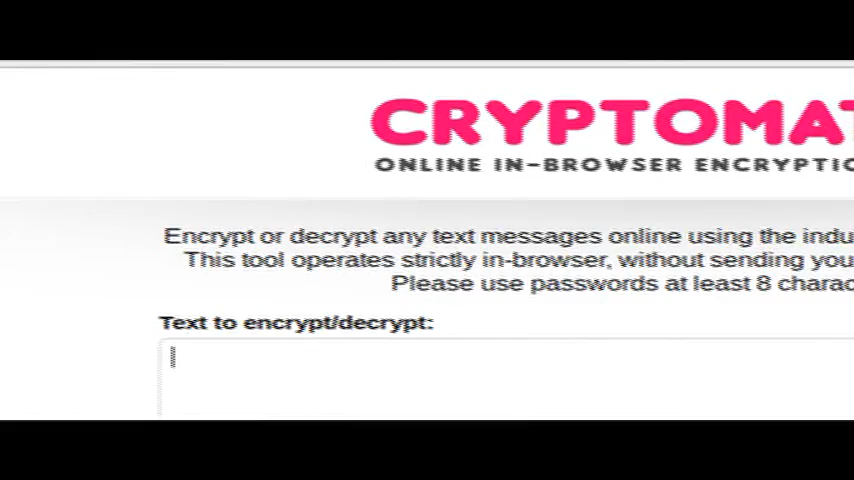 CRYPTOMA
ONLINE IN-BROWSER ENCRYPTIO
Encrypt or decrypt any text messages online using the indu
This tool operates strictly in-browser, without sending you
Please use passwords at least 8 charac
Text to encrypt/decrypt: